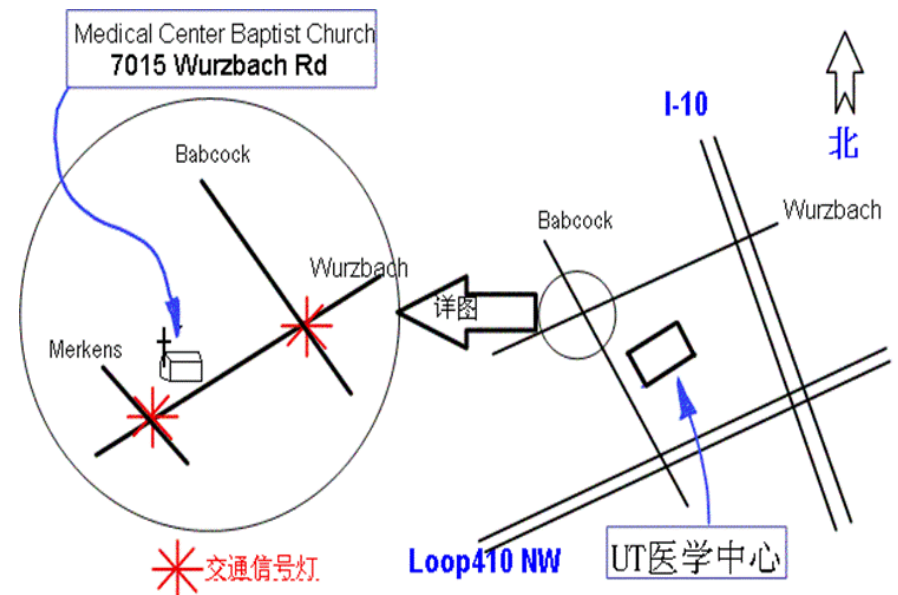 Medical Center Baptist Church
7015 Wurzbach Rd
Babcock
Wurzbach
Merkens
交通信号灯
详图
I-10
北
Babcock
Wurzbach
Loop410 NW
UT医学中心